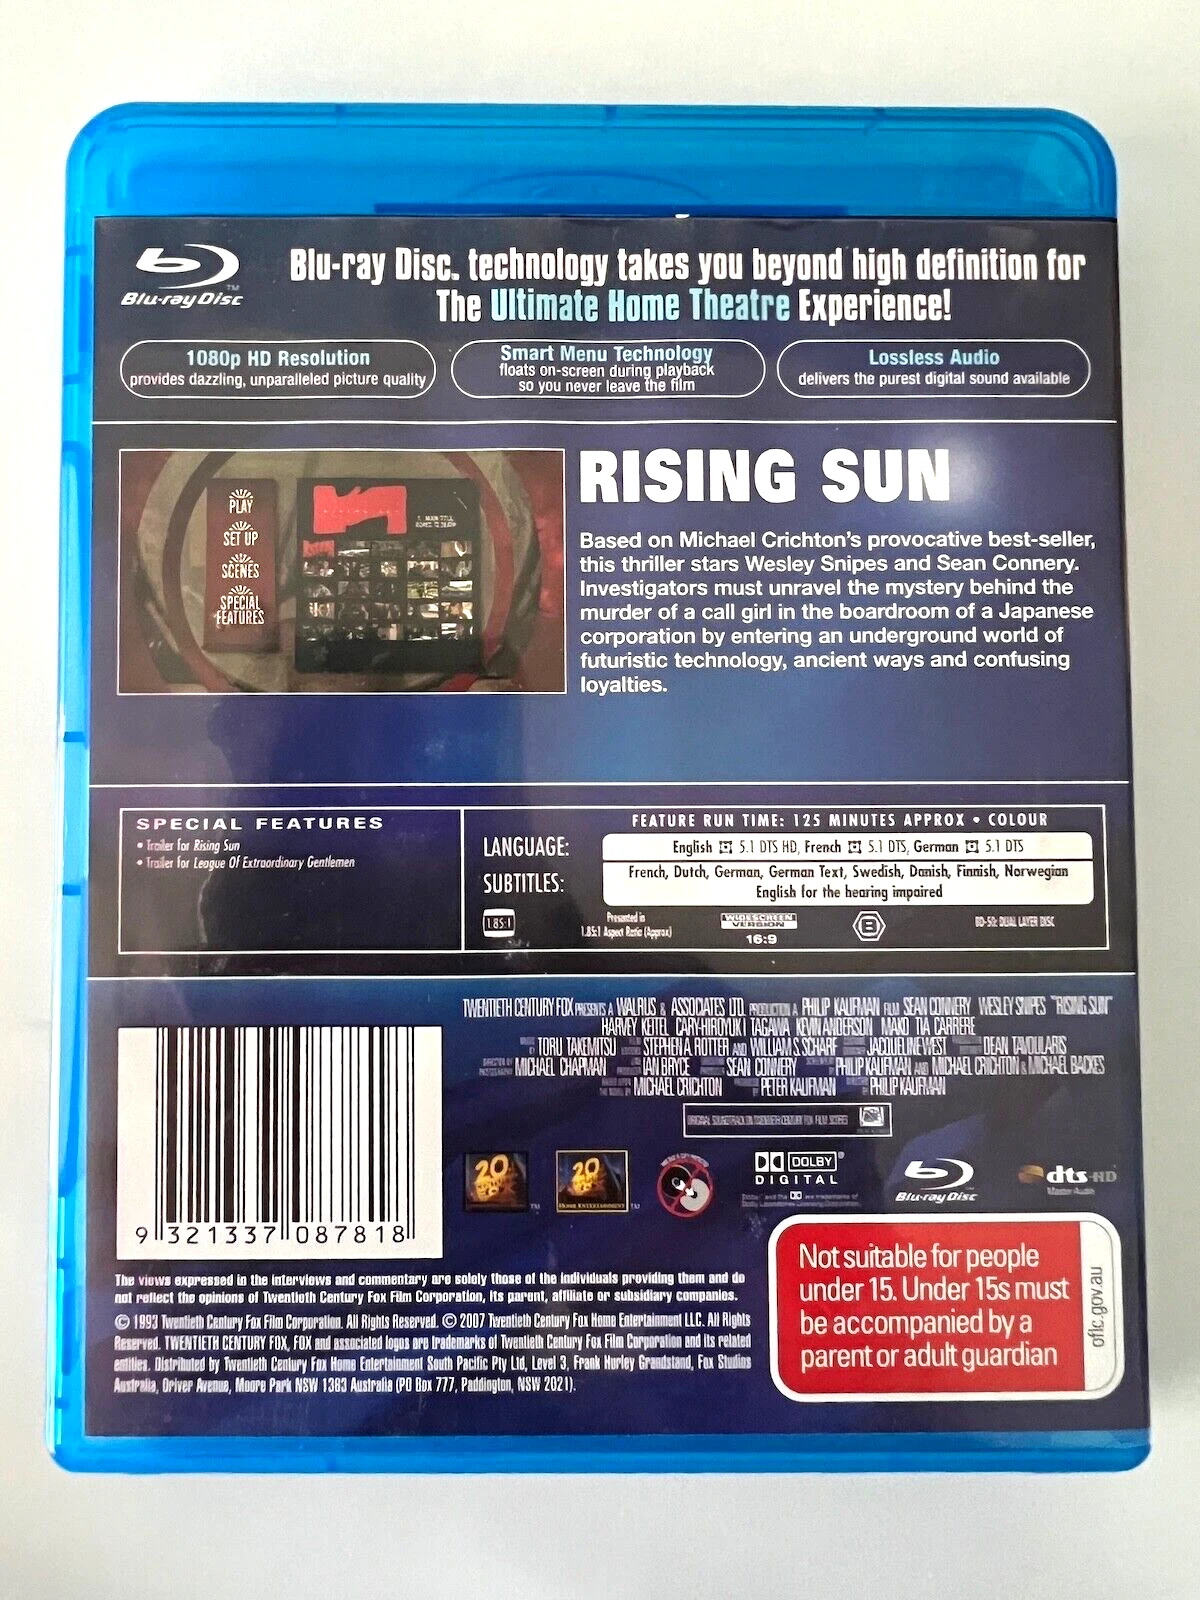 Blu-ray Disc™
Blu-ray Disc. technology takes you beyond high definition for
The Ultimate Home Theatre Experience!
1080p HD Resolution
provides dazzling, unparalleled picture quality
Smart Menu Technology
floats on-screen during playback
so you never leave the film
Lossless Audio
delivers the purest digital sound available
PLAY
SET UP
SCENES
SPECIAL
FEATURES
RISING SUN
Based on Michael Crichton's provocative best-seller,
this thriller stars Wesley Snipes and Sean Connery.
Investigators must unravel the mystery behind the
murder of a call girl in the boardroom of a Japanese
corporation by entering an underground world of
futuristic technology, ancient ways and confusing
loyalties.
SPECIAL FEATURES
• Trailer for Rising Sun
• Trailer for League Of Extraordinary Gentlemen
FEATURE RUN TIME: 125 MINUTES APPROX • COLOUR
LANGUAGE:
English 5.1 DTS HD, French 5.1 DTS, German 5.1 DTS
SUBTITLES:
French, Dutch, German, German Text, Swedish, Danish, Finnish, Norwegian
English for the hearing impaired
1.85:1
Presented in
1.85:1 Aspect Ratio (Approx)
WIDESCREEN
VERSION
16:9
B
BD-50: DUAL LAYER DISC
TWENTIETH CENTURY FOX PRESENTS A WALRUS & ASSOCIATES LTD. PRODUCTION A PHILIP KAUFMAN FILM SEAN CONNERY WESLEY SNIPES "RISING SUN"
HARVEY KEITEL CARY-HIROYUKI TAGAWA KEVIN ANDERSON MAKO TIA CARRERE
TORU TAKEMITSU STEPHEN A. ROTTER AND WILLIAM S. SCHARF JACQUELINE WEST DEAN TAVOULARIS
MICHAEL CHAPMAN IAN BRYCE SEAN CONNERY PHILIP KAUFMAN AND MICHAEL CRICHTON & MICHAEL BACKES
MICHAEL CRICHTON PETER KAUFMAN PHILIP KAUFMAN
ORIGINAL SOUNDTRACK ON TWENTIETH CENTURY FOX FILM SCORES
20
20
HOME ENTERTAINMENT
DOLBY
DIGITAL
Blu-ray Disc
dts-HD
Master Audio
9 321337 087818
Not suitable for people
under 15. Under 15s must
be accompanied by a
parent or adult guardian
oflc.gov.au
The views expressed in the interviews and commentary are solely those of the individuals providing them and do
not reflect the opinions of Twentieth Century Fox Film Corporation, its parent, affiliate or subsidiary companies.
© 1993 Twentieth Century Fox Film Corporation. All Rights Reserved. © 2007 Twentieth Century Fox Home Entertainment LLC. All Rights
Reserved. TWENTIETH CENTURY FOX, FOX and associated logos are trademarks of Twentieth Century Fox Film Corporation and its related
entities. Distributed by Twentieth Century Fox Home Entertainment South Pacific Pty Ltd, Level 3, Frank Hurley Grandstand, Fox Studios
Australia, Driver Avenue, Moore Park NSW 1363 Australia (PO Box 777, Paddington, NSW 2021).